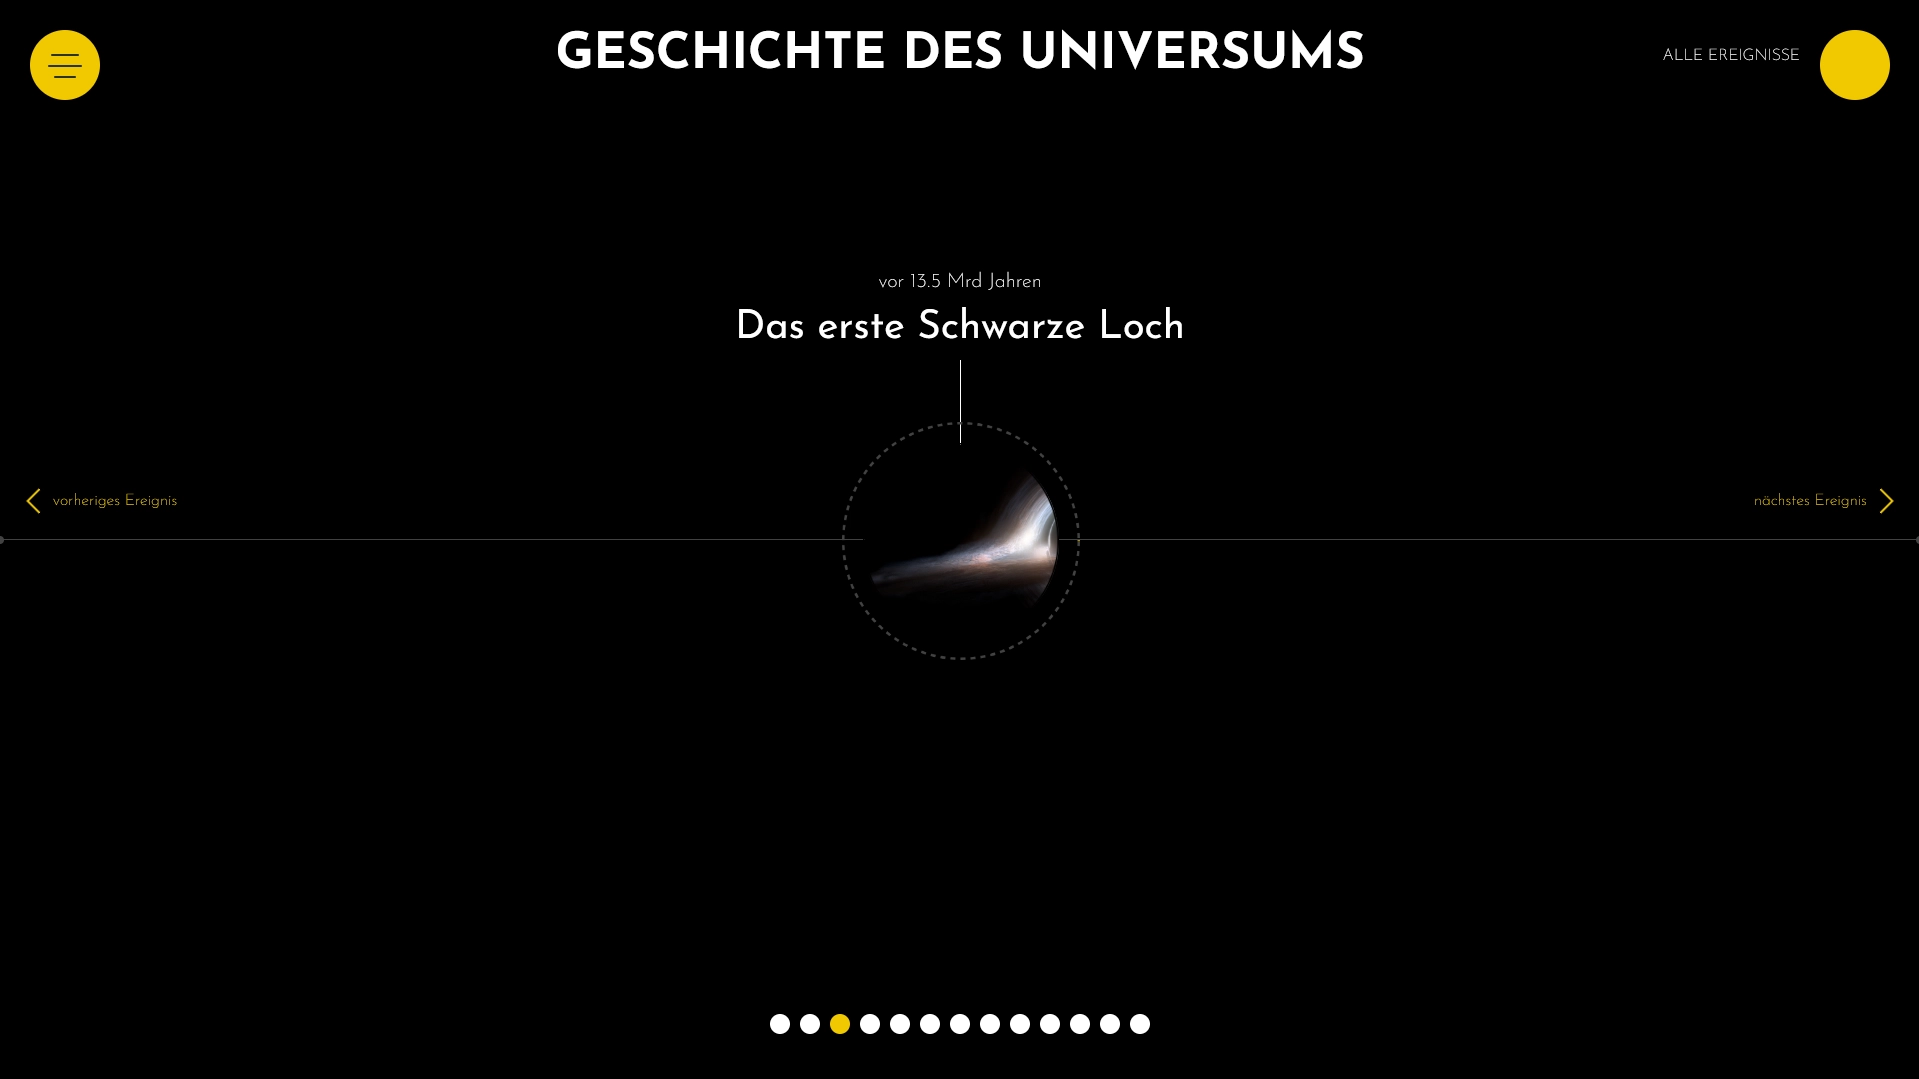 GESCHICHTE DES UNIVERSUMS
ALLE EREIGNISSE
vor 13.5 Mrd Jahren
Das erste Schwarze Loch
vorheriges Ereignis
nächstes Ereignis